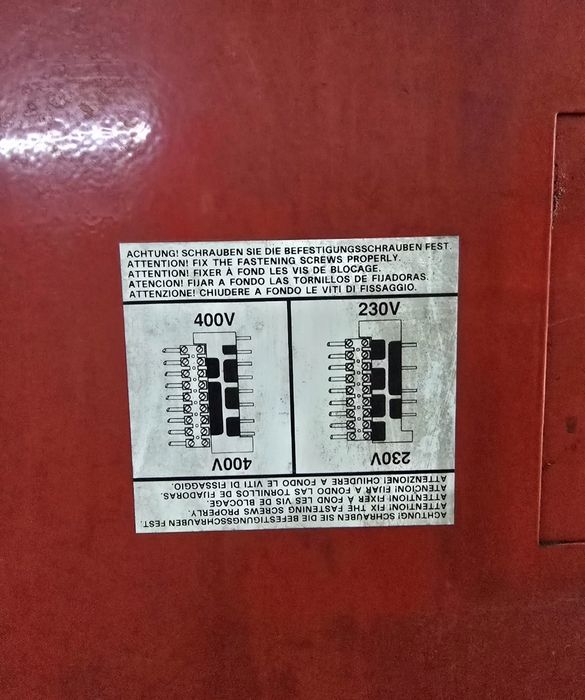 ACHTUNG! SCHRAUBEN SIE DIE BEFESTIGUNGSSCHRAUBEN FEST.
ATTENTION! FIX THE FASTENING SCREWS PROPERLY.
ATTENTION! FIXER À FOND LES VIS DE BLOCAGE.
ATENCION! FIJAR A FONDO LAS TORNILLOS DE FIJADORAS.
ATTENZIONE! CHIUDERE A FONDO LE VITI DI FISSAGGIO.
400V
230V
400V
230V
ACHTUNG! SCHRAUBEN SIE DIE BEFESTIGUNGSSCHRAUBEN FEST.
ATTENTION! FIX THE FASTENING SCREWS PROPERLY.
ATTENTION! FIXER À FOND LES VIS DE BLOCAGE.
ATENCION! FIJAR A FONDO LAS TORNILLOS DE FIJADORAS.
ATTENZIONE! CHIUDERE A FONDO LE VITI DI FISSAGGIO.